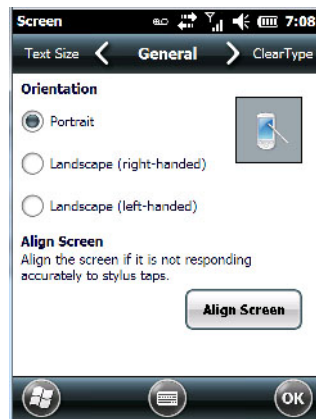 Screen 7:08
Text Size General ClearType
Orientation
Portrait
Landscape (right-handed)
Landscape (left-handed)
Align Screen
Align the screen if it is not responding
accurately to stylus taps.
Align Screen
OK